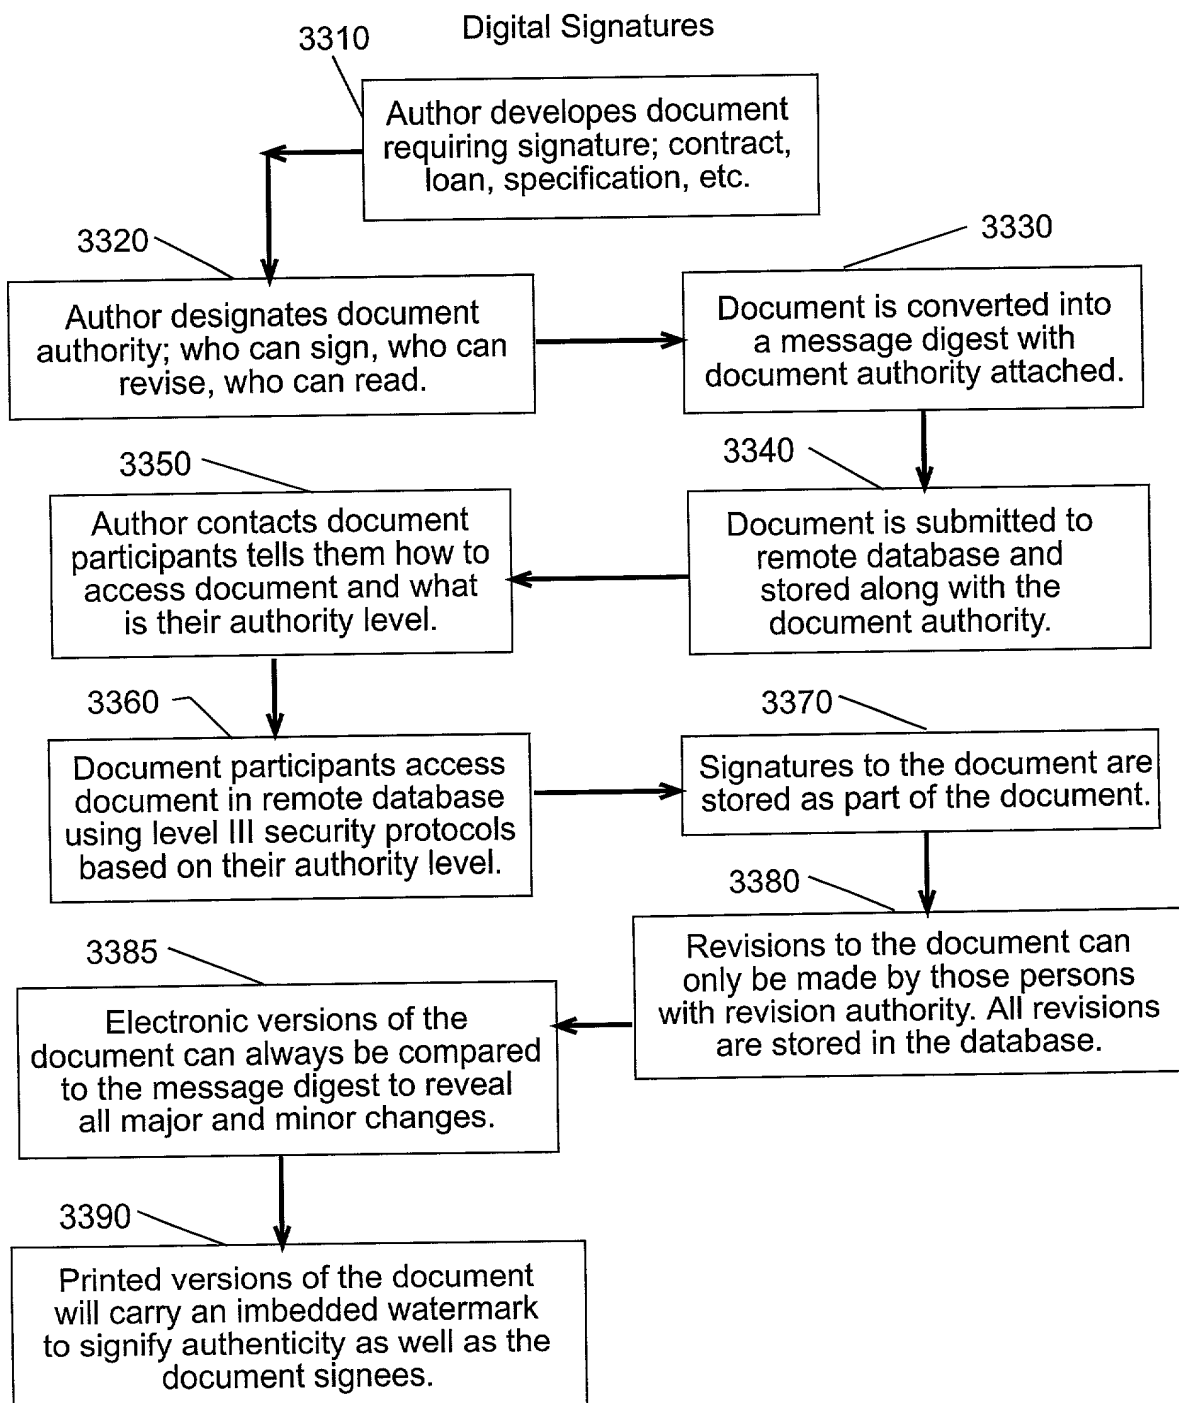 Digital Signatures
3310
Author developes document
requiring signature; contract,
loan, specification, etc.
3320
Author designates document
authority; who can sign, who can
revise, who can read.
3330
Document is converted into
a message digest with
document authority attached.
3340
Document is submitted to
remote database and
stored along with the
document authority.
3350
Author contacts document
participants tells them how to
access document and what
is their authority level.
3360
Document participants access
document in remote database
using level III security protocols
based on their authority level.
3370
Signatures to the document are
stored as part of the document.
3380
Revisions to the document can
only be made by those persons
with revision authority. All revisions
are stored in the database.
3385
Electronic versions of the
document can always be compared
to the message digest to reveal
all major and minor changes.
3390
Printed versions of the document
will carry an imbedded watermark
to signify authenticity as well as the
document signees.